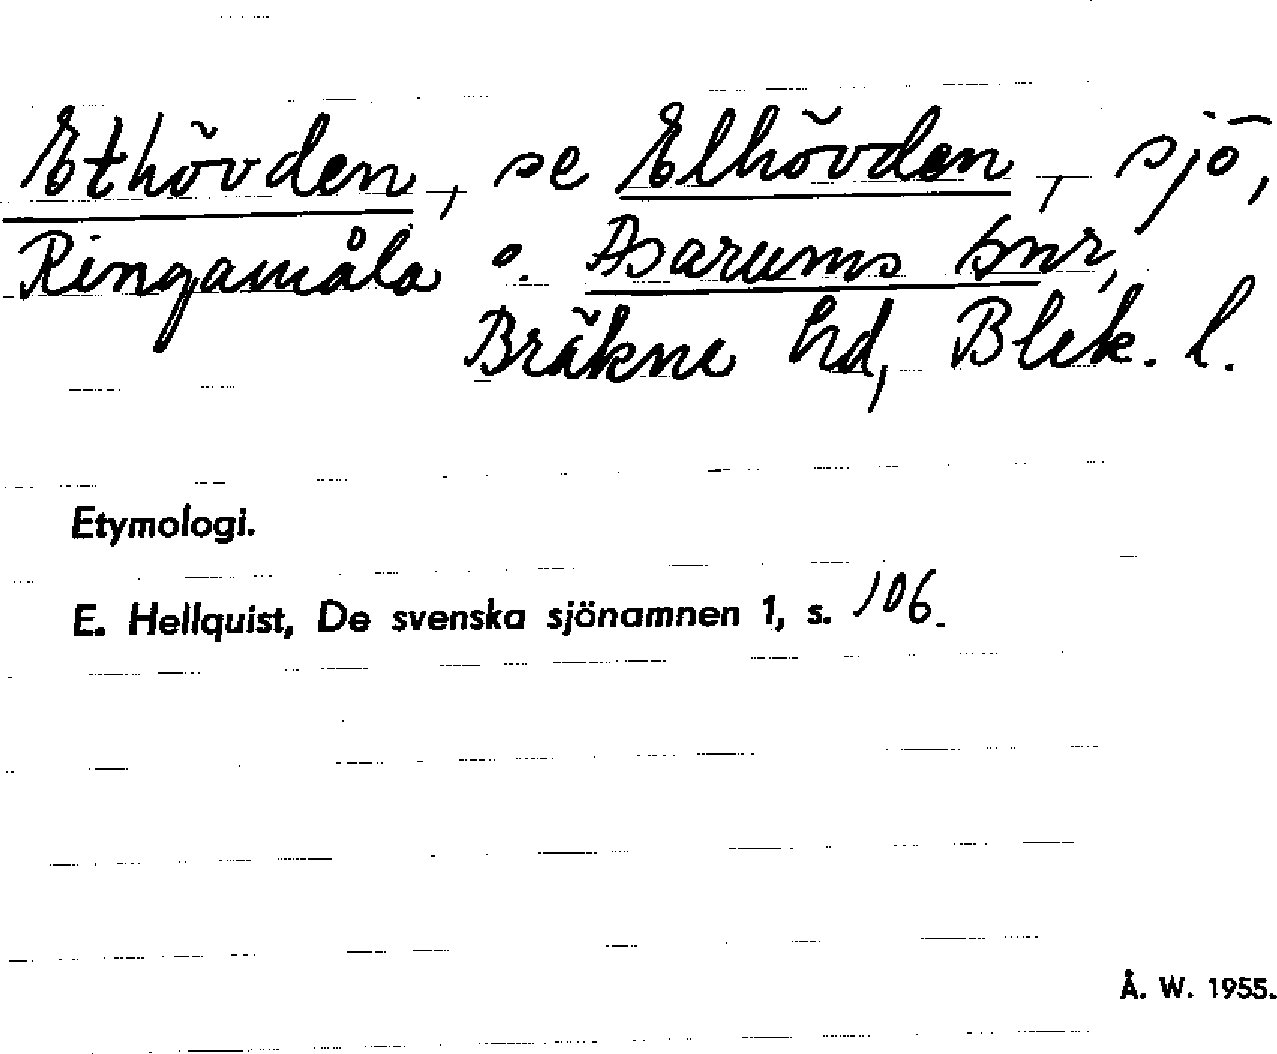 Ethövden, se Elhövden, sjö,
Ringamåla o. Asarums snr,
Bräkne hd, Blek. l.
Etymologi.
E. Hellquist, De svenska sjönamnen 1, s. 106.
Å. W. 1955.